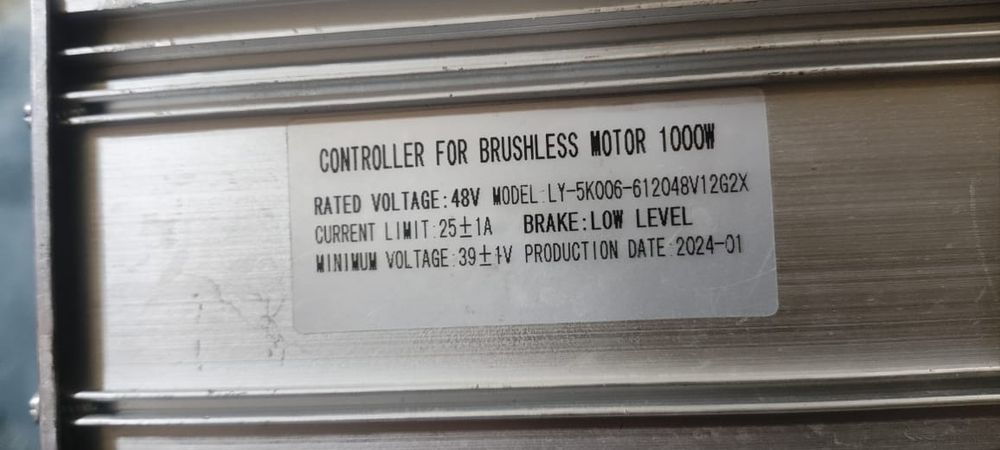 CONTROLLER FOR BRUSHLESS MOTOR 1000W
RATED VOLTAGE:48V MODEL:LY-5K006-612048V12G2X
CURRENT LIMIT:25±1A BRAKE:LOW LEVEL
MINIMUM VOLTAGE:39±1V PRODUCTION DATE:2024-01